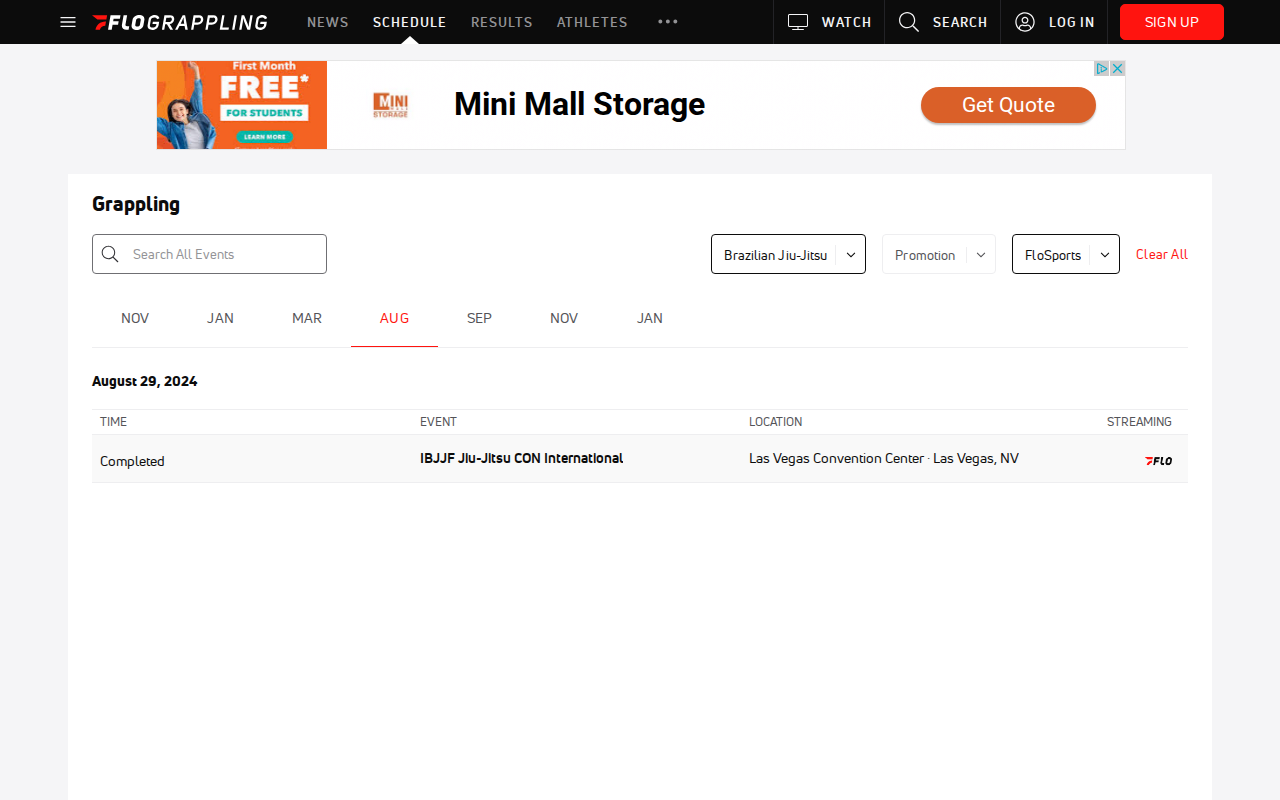 FLOGRAPPLING NEWS SCHEDULE RESULTS ATHLETES WATCH SEARCH LOG IN SIGN UP
First Month
FREE*
FOR STUDENTS
LEARN MORE
MINI MALL
STORAGE
Mini Mall Storage
Get Quote
Grappling
Search All Events
Brazilian Jiu-Jitsu
Promotion
FloSports
Clear All
NOV JAN MAR AUG SEP NOV JAN
August 29, 2024
TIME EVENT LOCATION STREAMING
Completed IBJJF Jiu-Jitsu CON International Las Vegas Convention Center · Las Vegas, NV FLO